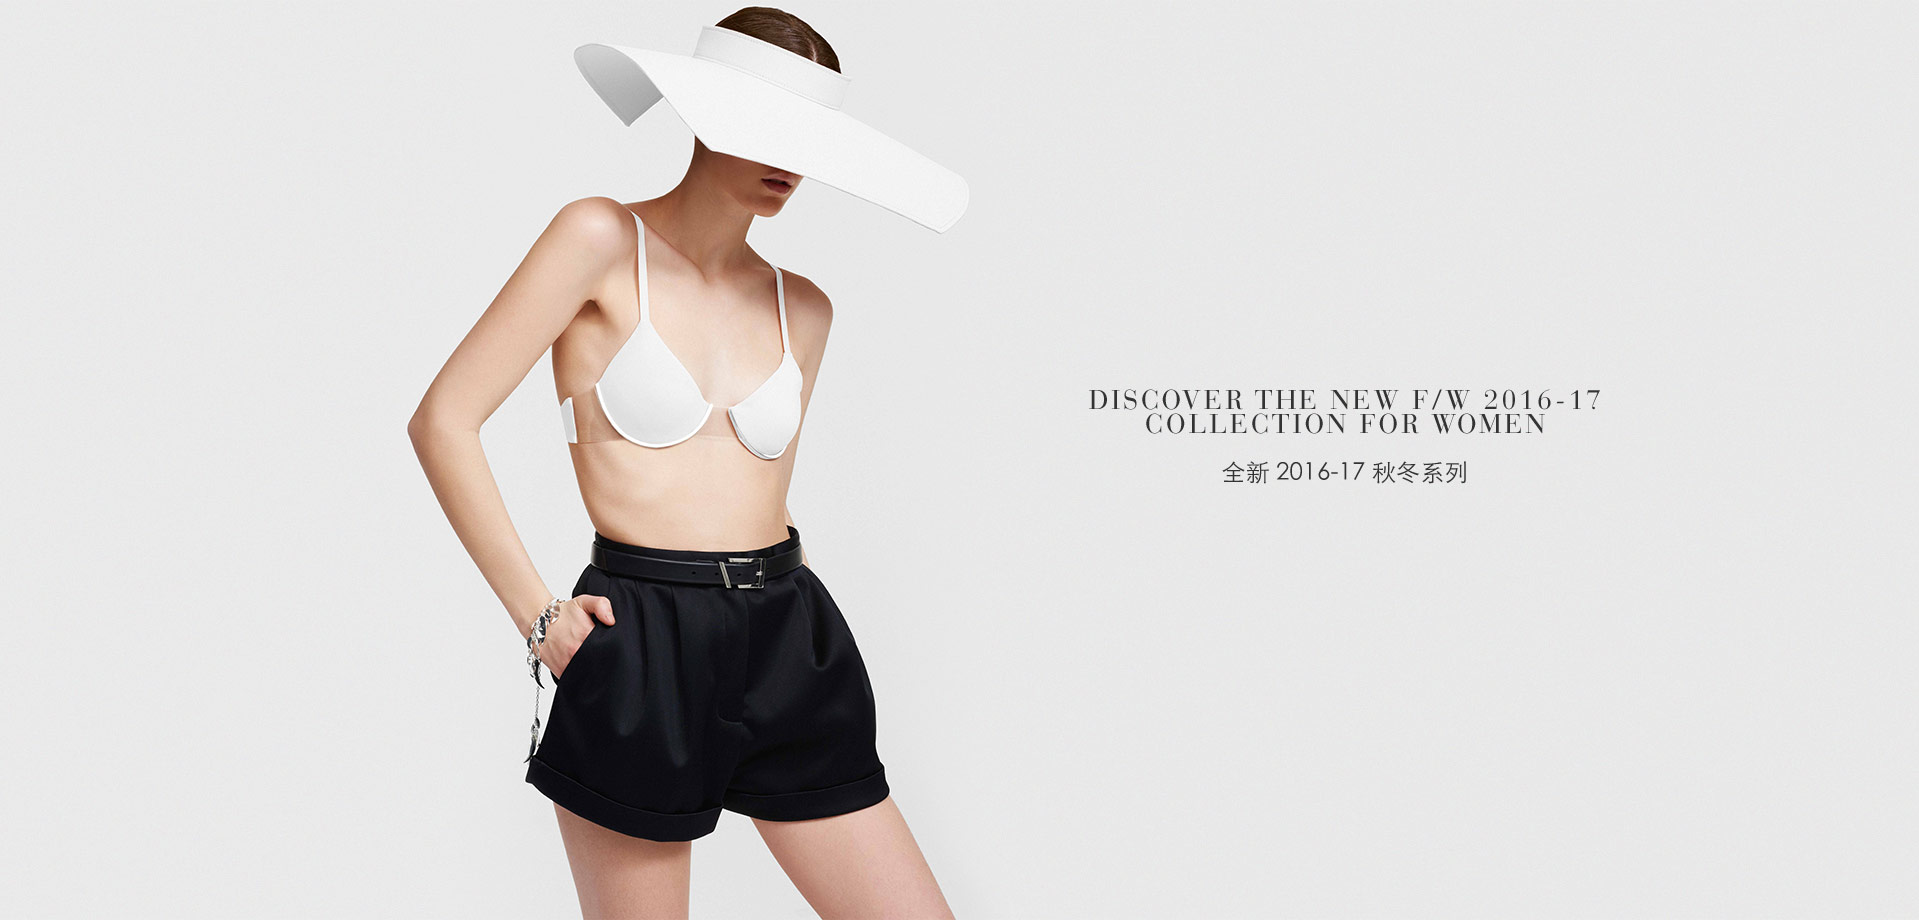 DISCOVER THE NEW F/W 2016-17
COLLECTION FOR WOMEN
全新 2016-17 秋冬系列